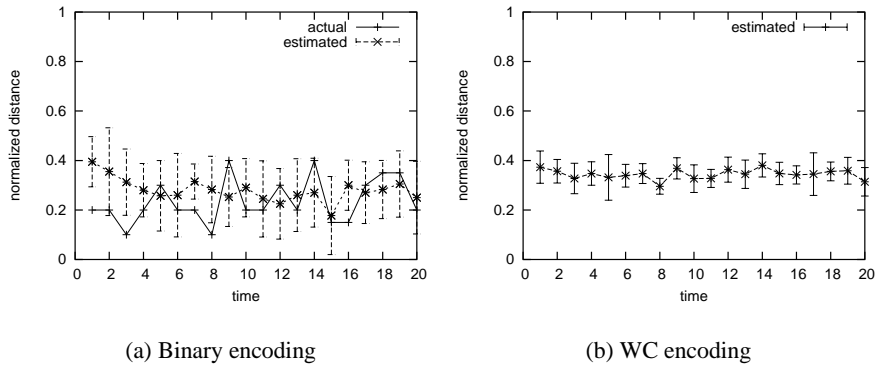 1
0.8
0.6
0.4
0.2
0
normalized distance
actual
estimated
0 2 4 6 8 10 12 14 16 18 20
time
(a) Binary encoding
1
0.8
0.6
0.4
0.2
0
normalized distance
estimated
0 2 4 6 8 10 12 14 16 18 20
time
(b) WC encoding